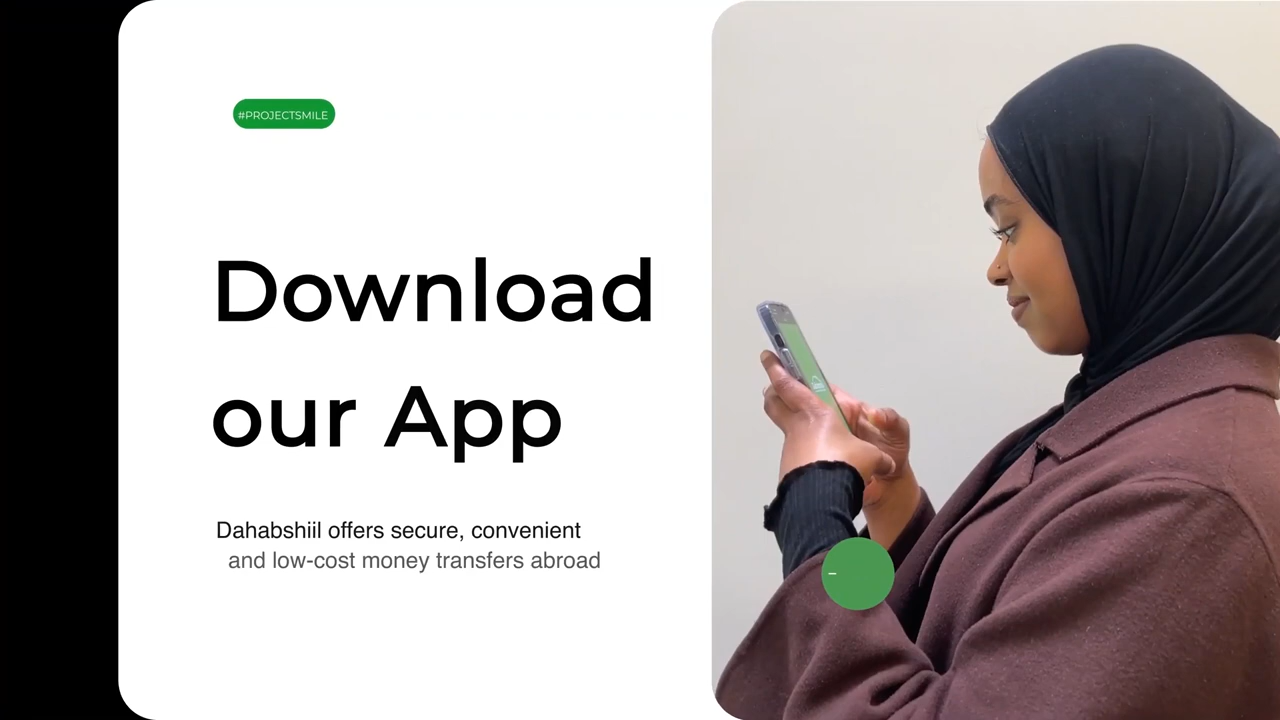 #PROJECTSMILE
Download
our App
Dahabshiil offers secure, convenient
and low-cost money transfers abroad